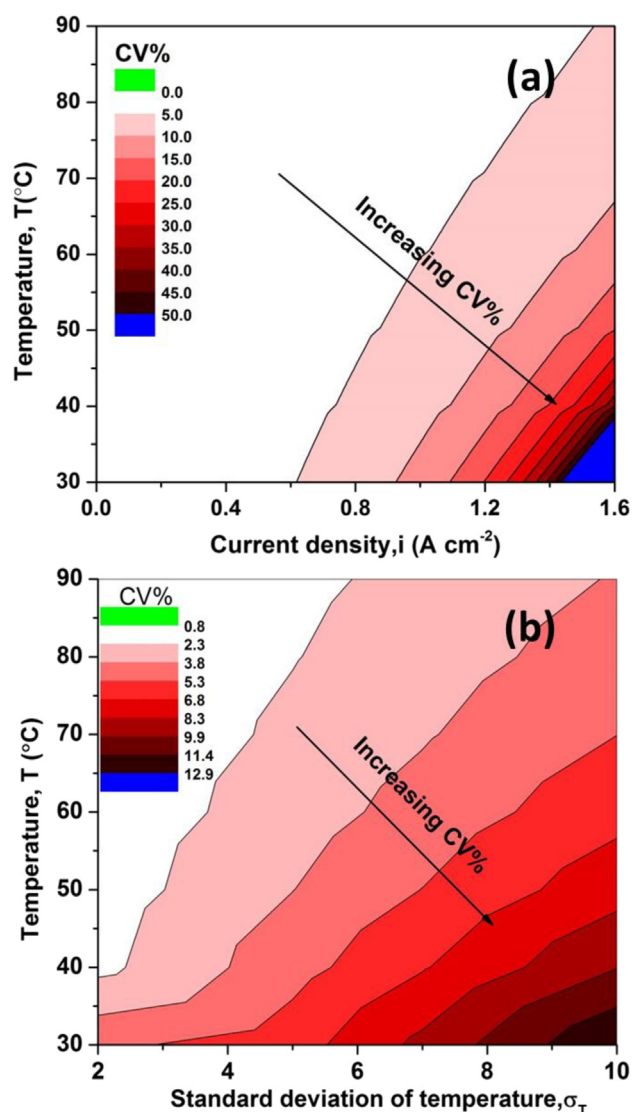 90
80
70
60
50
40
30
Temperature, T(°C)
CV%
0.0
5.0
10.0
15.0
20.0
25.0
30.0
35.0
40.0
45.0
50.0
(a)
Increasing CV%
0.0 0.4 0.8 1.2 1.6
Current density,i (A cm-2)
90
80
70
60
50
40
30
Temperature, T (°C)
CV%
0.8
2.3
3.8
5.3
6.8
8.3
9.9
11.4
12.9
(b)
Increasing CV%
2 4 6 8 10
Standard deviation of temperature,σT